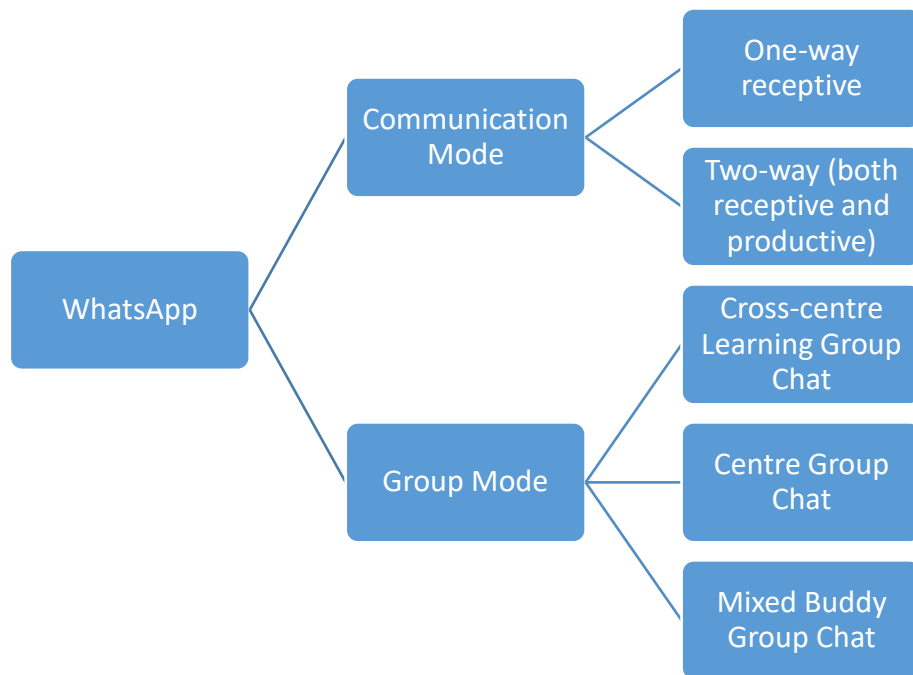 WhatsApp
Communication
Mode
One-way
receptive
Two-way (both
receptive and
productive)
Group Mode
Cross-centre
Learning Group
Chat
Centre Group
Chat
Mixed Buddy
Group Chat